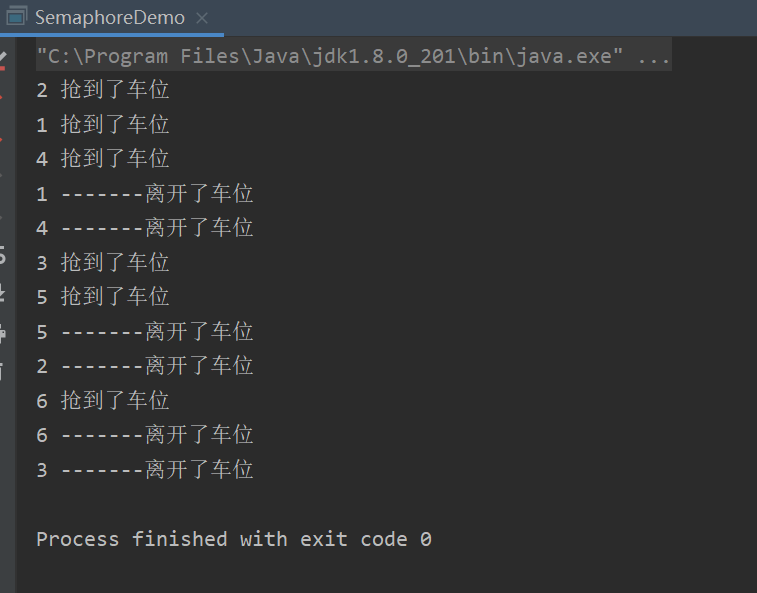 SemaphoreDemo
"C:\Program Files\Java\jdk1.8.0_201\bin\java.exe" ...
2 抢到了车位
1 抢到了车位
4 抢到了车位
1 -------离开了车位
4 -------离开了车位
3 抢到了车位
5 抢到了车位
5 -------离开了车位
2 -------离开了车位
6 抢到了车位
6 -------离开了车位
3 -------离开了车位
Process finished with exit code 0